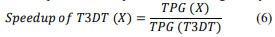 Speedup of T3DT (X) = TPG (X) / TPG (T3DT) (6)